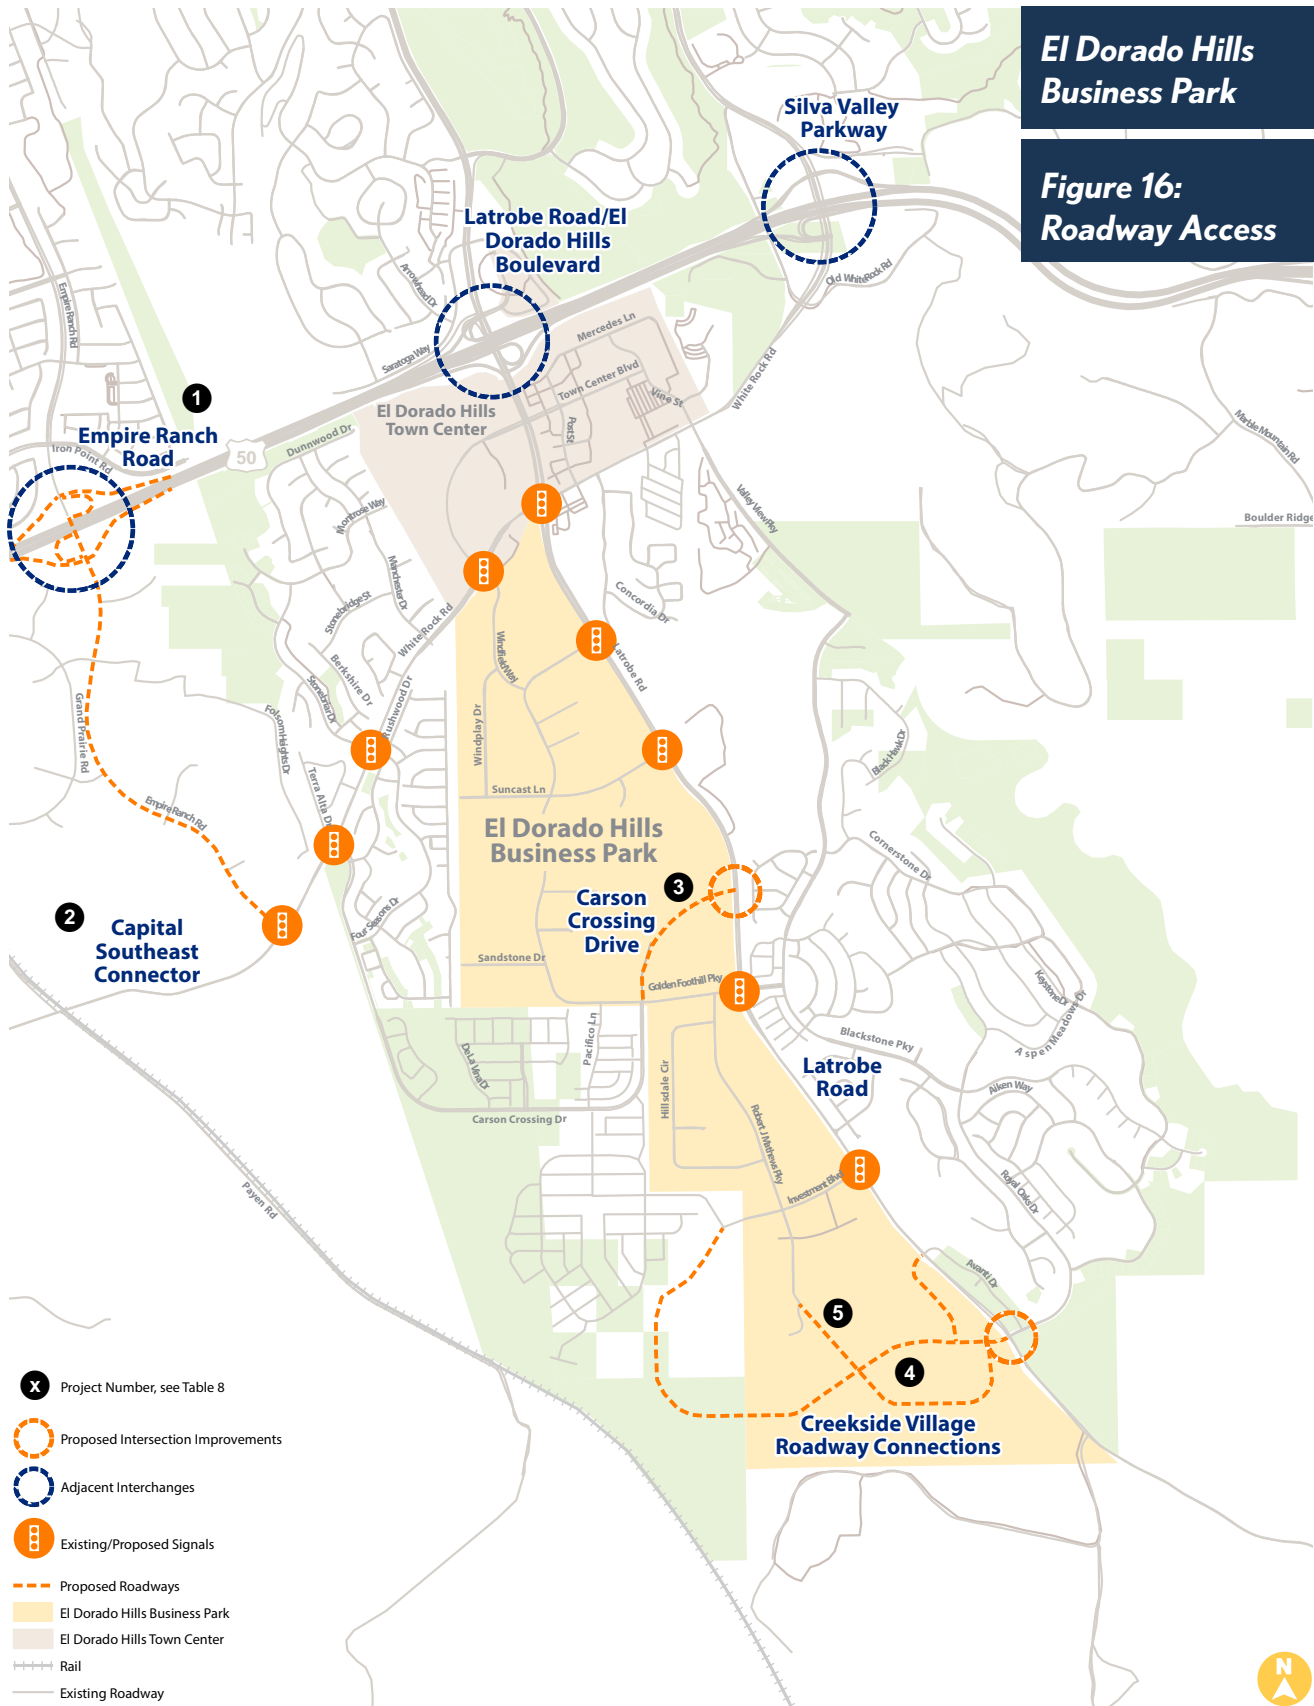 El Dorado Hills
Business Park
Figure 16:
Roadway Access
Silva Valley
Parkway
Latrobe Road/El
Dorado Hills
Boulevard
Arrowhead Dr
Old White Rock Rd
Empire Ranch Rd
Mercedes Ln
Saratoga Way
Town Center Blvd
White Rock Rd
Vine St
1
El Dorado Hills
Town Center
Post St
Marble Mountain Rd
Empire Ranch
Road
Iron Point Rd
50
Dunnwood Dr
Valley View Pky
Montrose Way
Boulder Ridge
Manchester Dr
Stonebridge St
Concordia Dr
White Rock Rd
Windfield Way
Latrobe Rd
Berkshire Dr
Stonebriar Dr
Rushwood Dr
Grand Prairie Rd
Folsom Heights Dr
Windplay Dr
Black Hawk Dr
Terra Alta Dr
Suncast Ln
Empire Ranch Rd
El Dorado Hills
Business Park
Cornerstone Dr
3
Carson
Crossing
Drive
2
Capital
Southeast
Connector
Four Seasons Dr
Sandstone Dr
Golden Foothill Pky
Keystone Dr
Aspen Meadows Dr
Pacifico Ln
De La Vina Dr
Blackstone Pky
Hillsdale Cir
Latrobe
Road
Aiken Way
Carson Crossing Dr
Robert J Mathews Pky
Investment Blvd
Royal Oaks Dr
Payen Rd
Avanti Dr
5
4
Creekside Village
Roadway Connections
x Project Number, see Table 8
Proposed Intersection Improvements
Adjacent Interchanges
Existing/Proposed Signals
Proposed Roadways
El Dorado Hills Business Park
El Dorado Hills Town Center
Rail
Existing Roadway
N